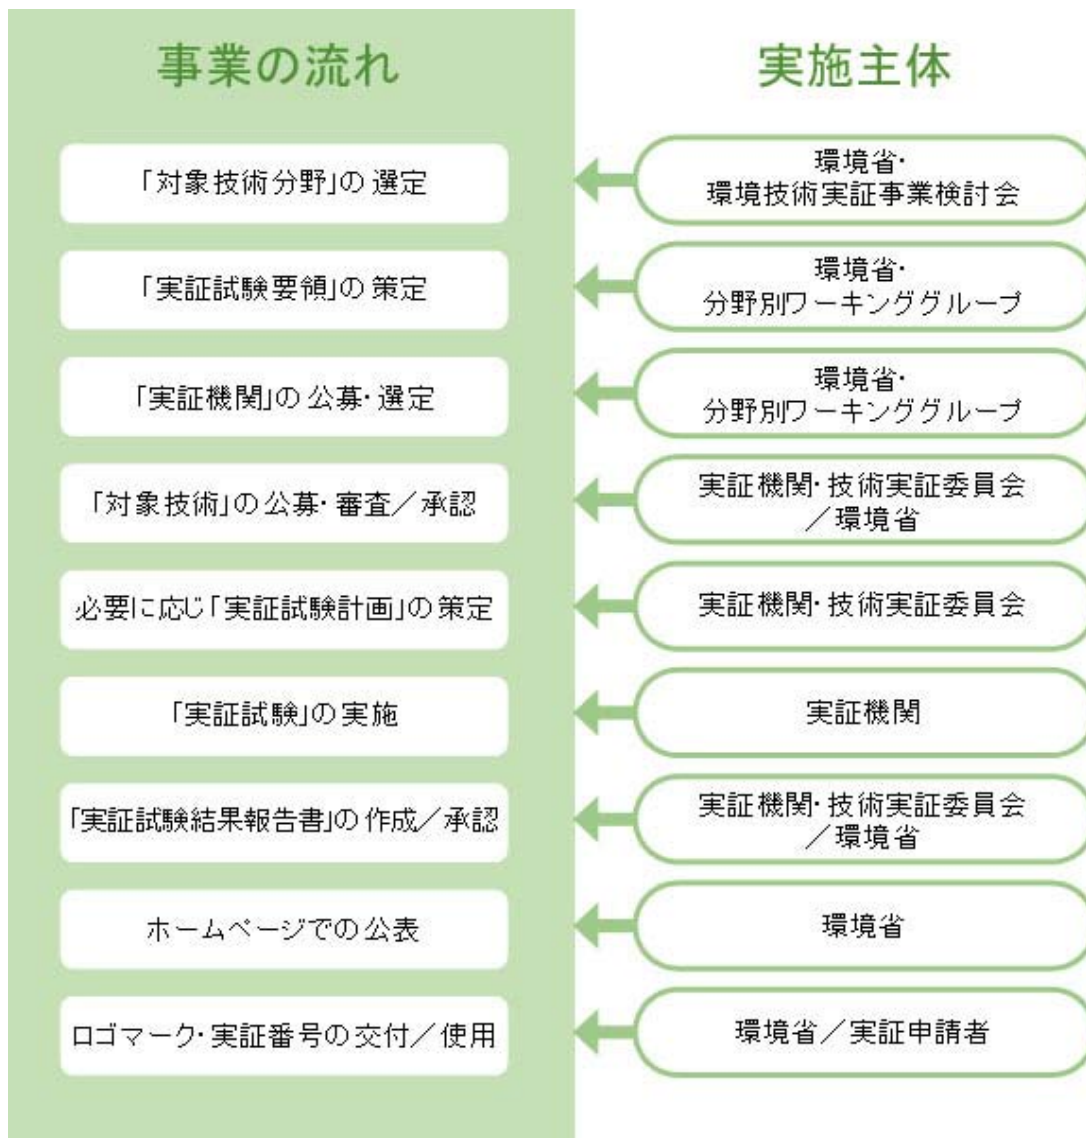 事業の流れ
実施主体
「対象技術分野」の選定
環境省・
環境技術実証事業検討会
「実証試験要領」の策定
環境省・
分野別ワーキンググループ
「実証機関」の公募・選定
環境省・
分野別ワーキンググループ
「対象技術」の公募・審査／承認
実証機関・技術実証委員会
／環境省
必要に応じ「実証試験計画」の策定
実証機関・技術実証委員会
「実証試験」の実施
実証機関
「実証試験結果報告書」の作成／承認
実証機関・技術実証委員会
／環境省
ホームページでの公表
環境省
ロゴマーク・実証番号の交付／使用
環境省／実証申請者